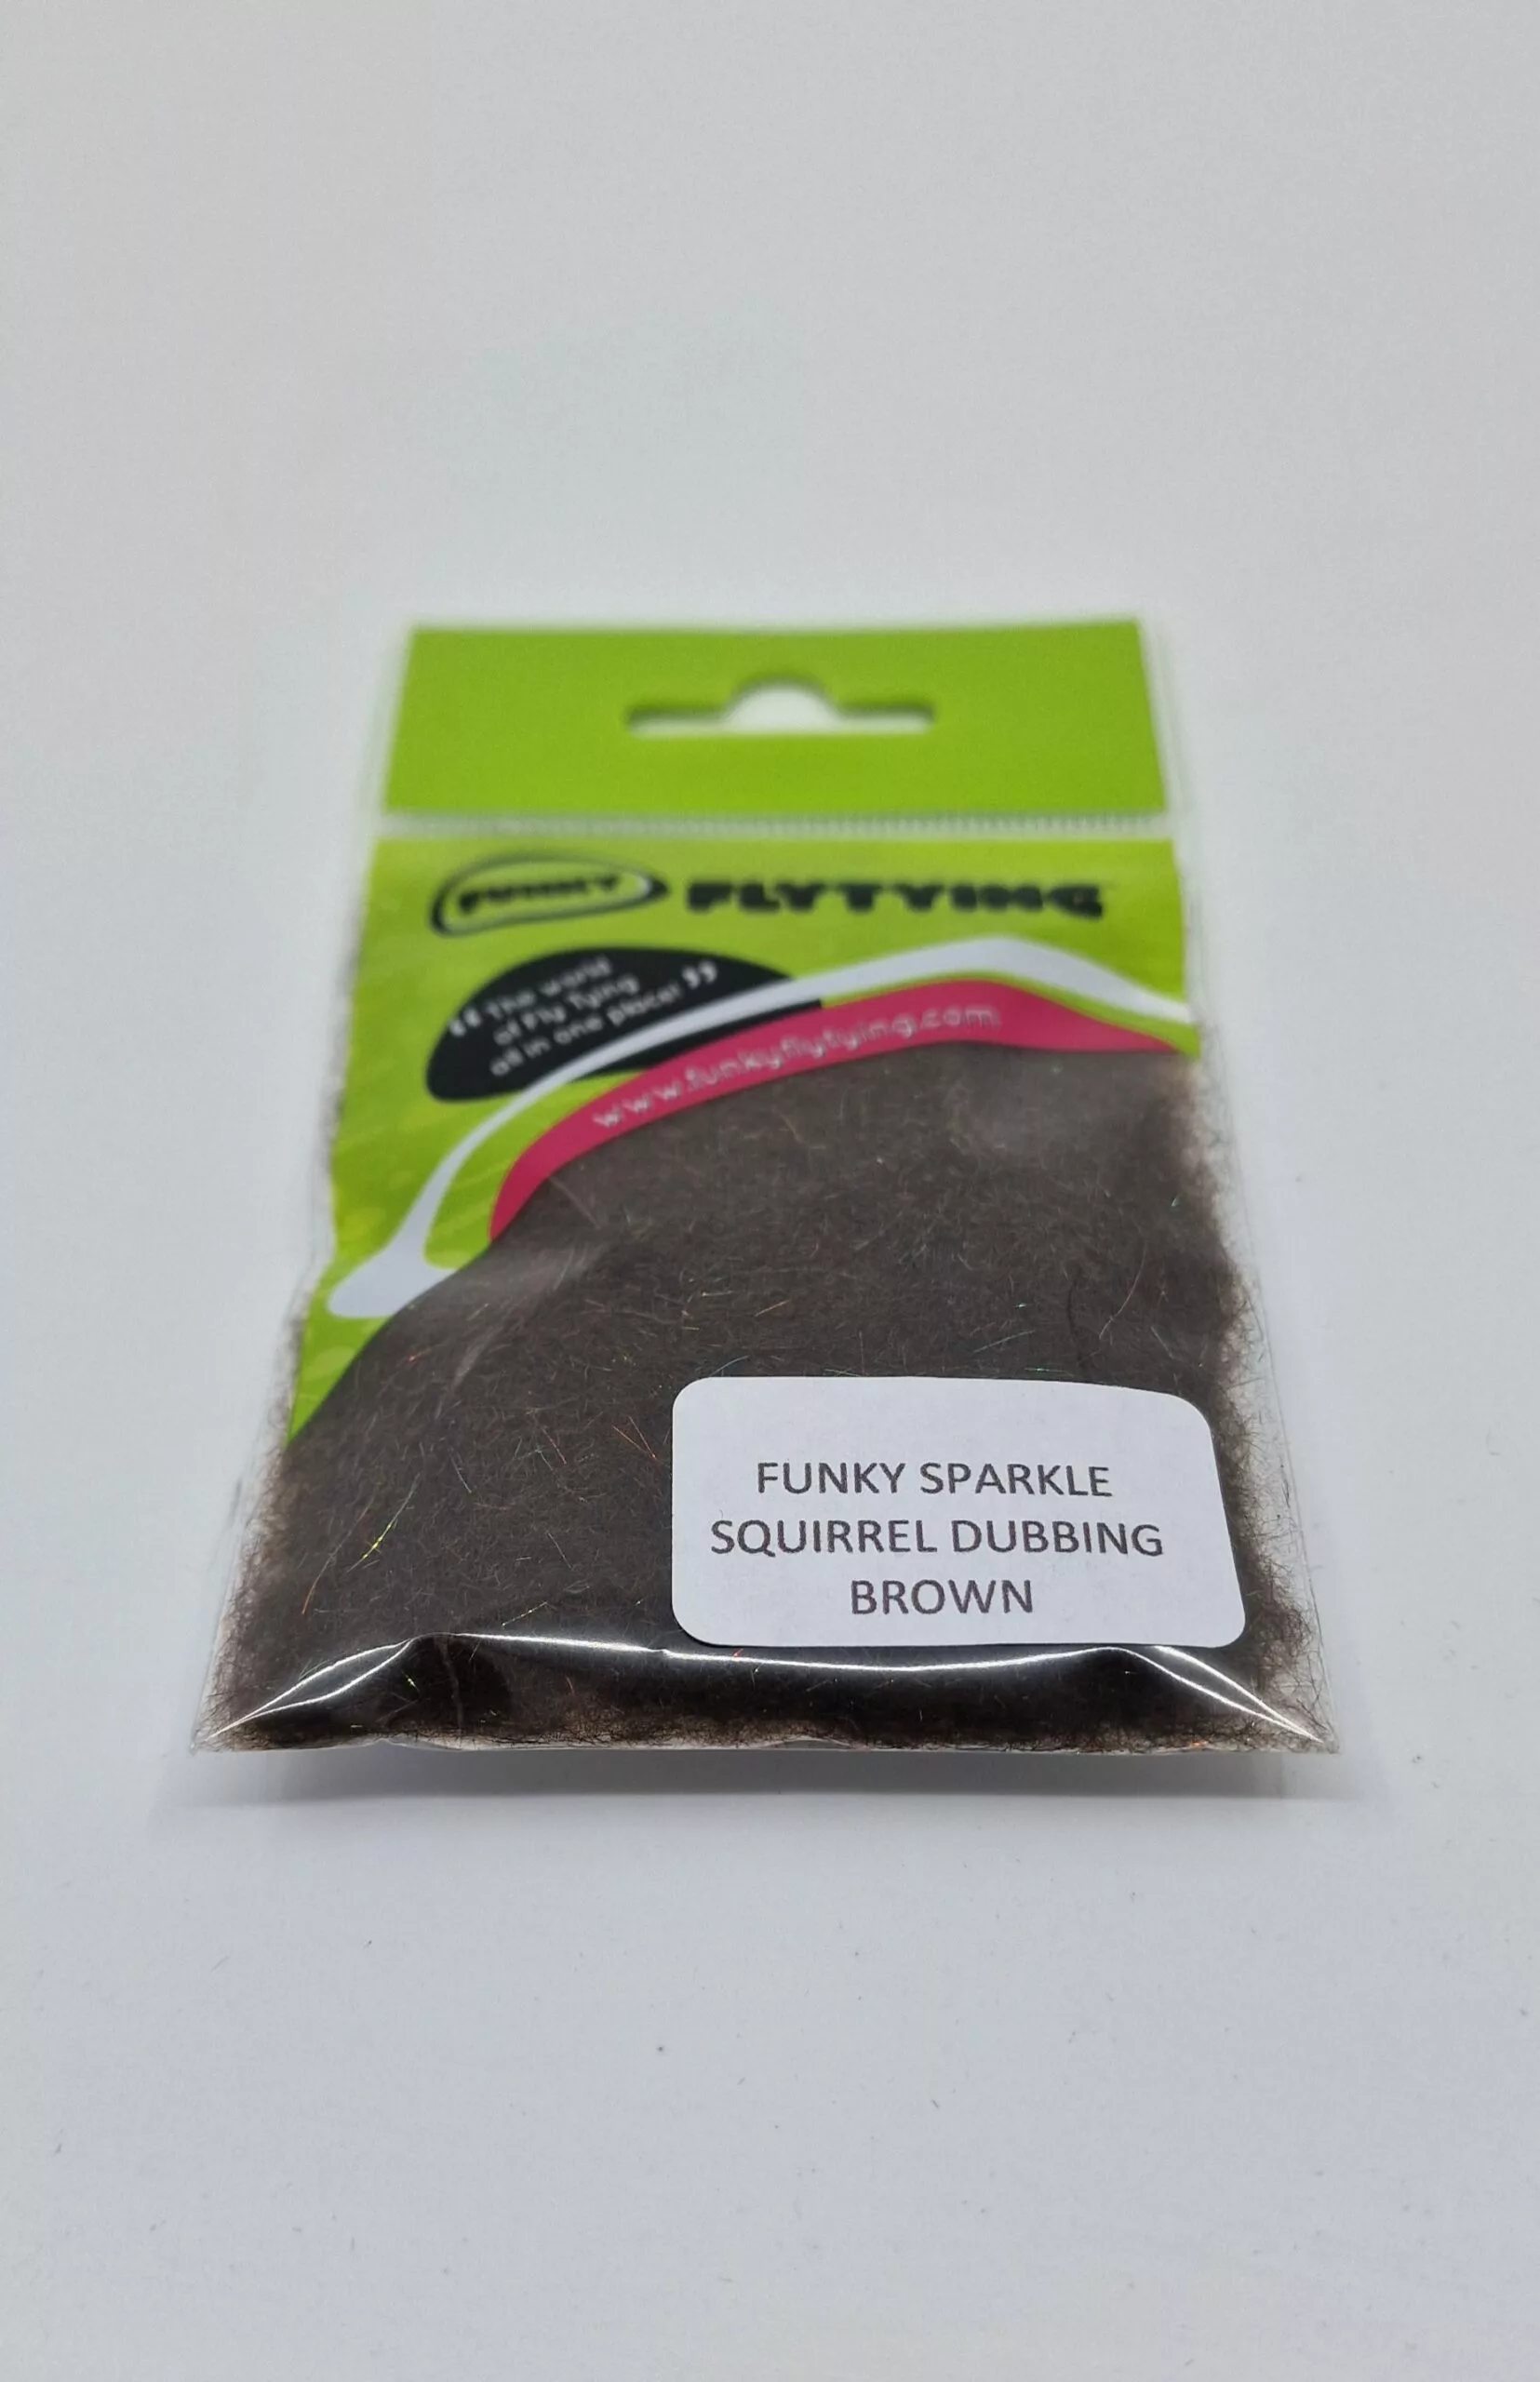 FUNKY FLYTYING
“The world
of Fly Tying
all in one place!”
www.funkyflytying.com
FUNKY SPARKLE
SQUIRREL DUBBING
BROWN